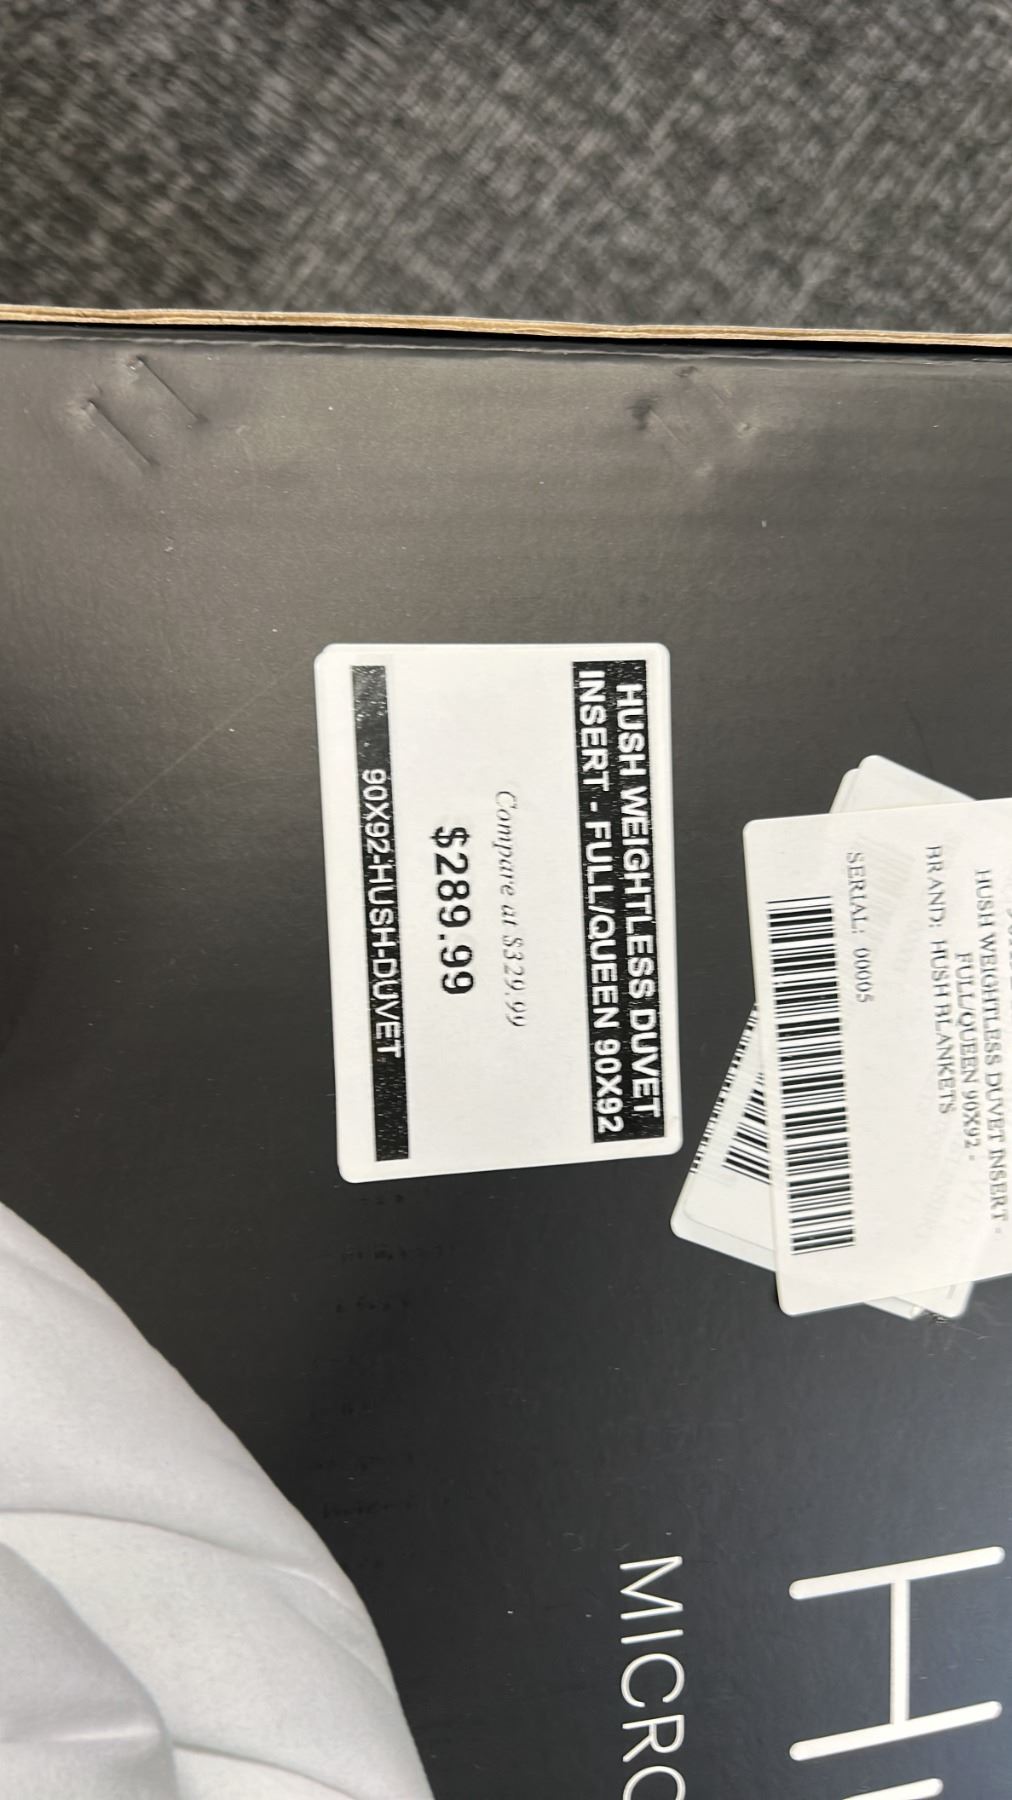 HUSH WEIGHTLESS DUVET
INSERT - FULL/QUEEN 90X92
Compare at $329.99
$289.99
90X92-HUSH-DUVET
HUSH WEIGHTLESS DUVET INSERT -
FULL/QUEEN 90X92 -
BRAND: HUSH BLANKETS
SERIAL: 00005
H
MICRO